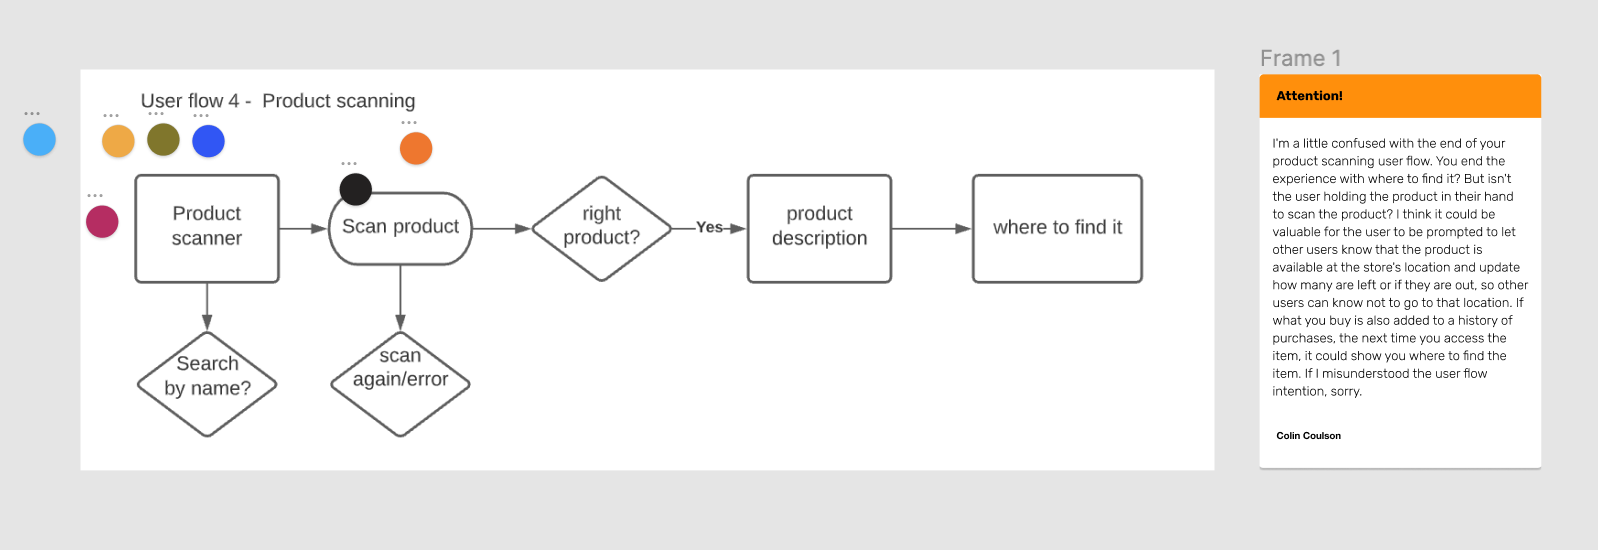 User flow 4 -  Product scanning
Product
scanner
Scan product
right
product?
Yes
product
description
where to find it
Search
by name?
scan
again/error
Frame 1
Attention!
I'm a little confused with the end of your
product scanning user flow. You end the
experience with where to find it? But isn't
the user holding the product in their hand
to scan the product? I think it could be
valuable for the user to be prompted to let
other users know that the product is
available at the store's location and update
how many are left or if they are out, so other
users can know not to go to that location. If
what you buy is also added to a history of
purchases, the next time you access the
item, it could show you where to find the
item. If I misunderstood the user flow
intention, sorry.
Colin Coulson